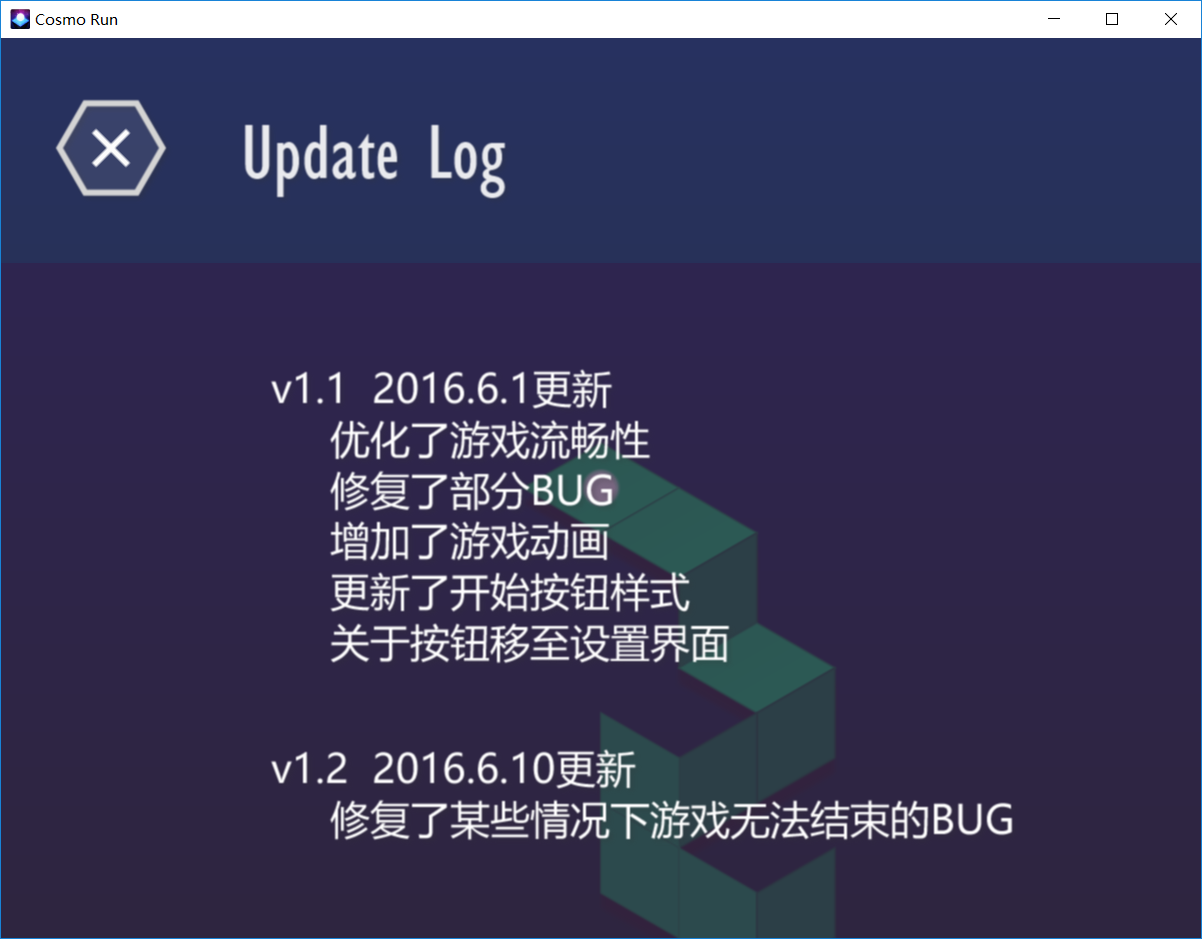 Cosmo Run
Update Log
v1.1 2016.6.1更新
优化了游戏流畅性
修复了部分BUG
增加了游戏动画
更新了开始按钮样式
关于按钮移至设置界面
v1.2 2016.6.10更新
修复了某些情况下游戏无法结束的BUG